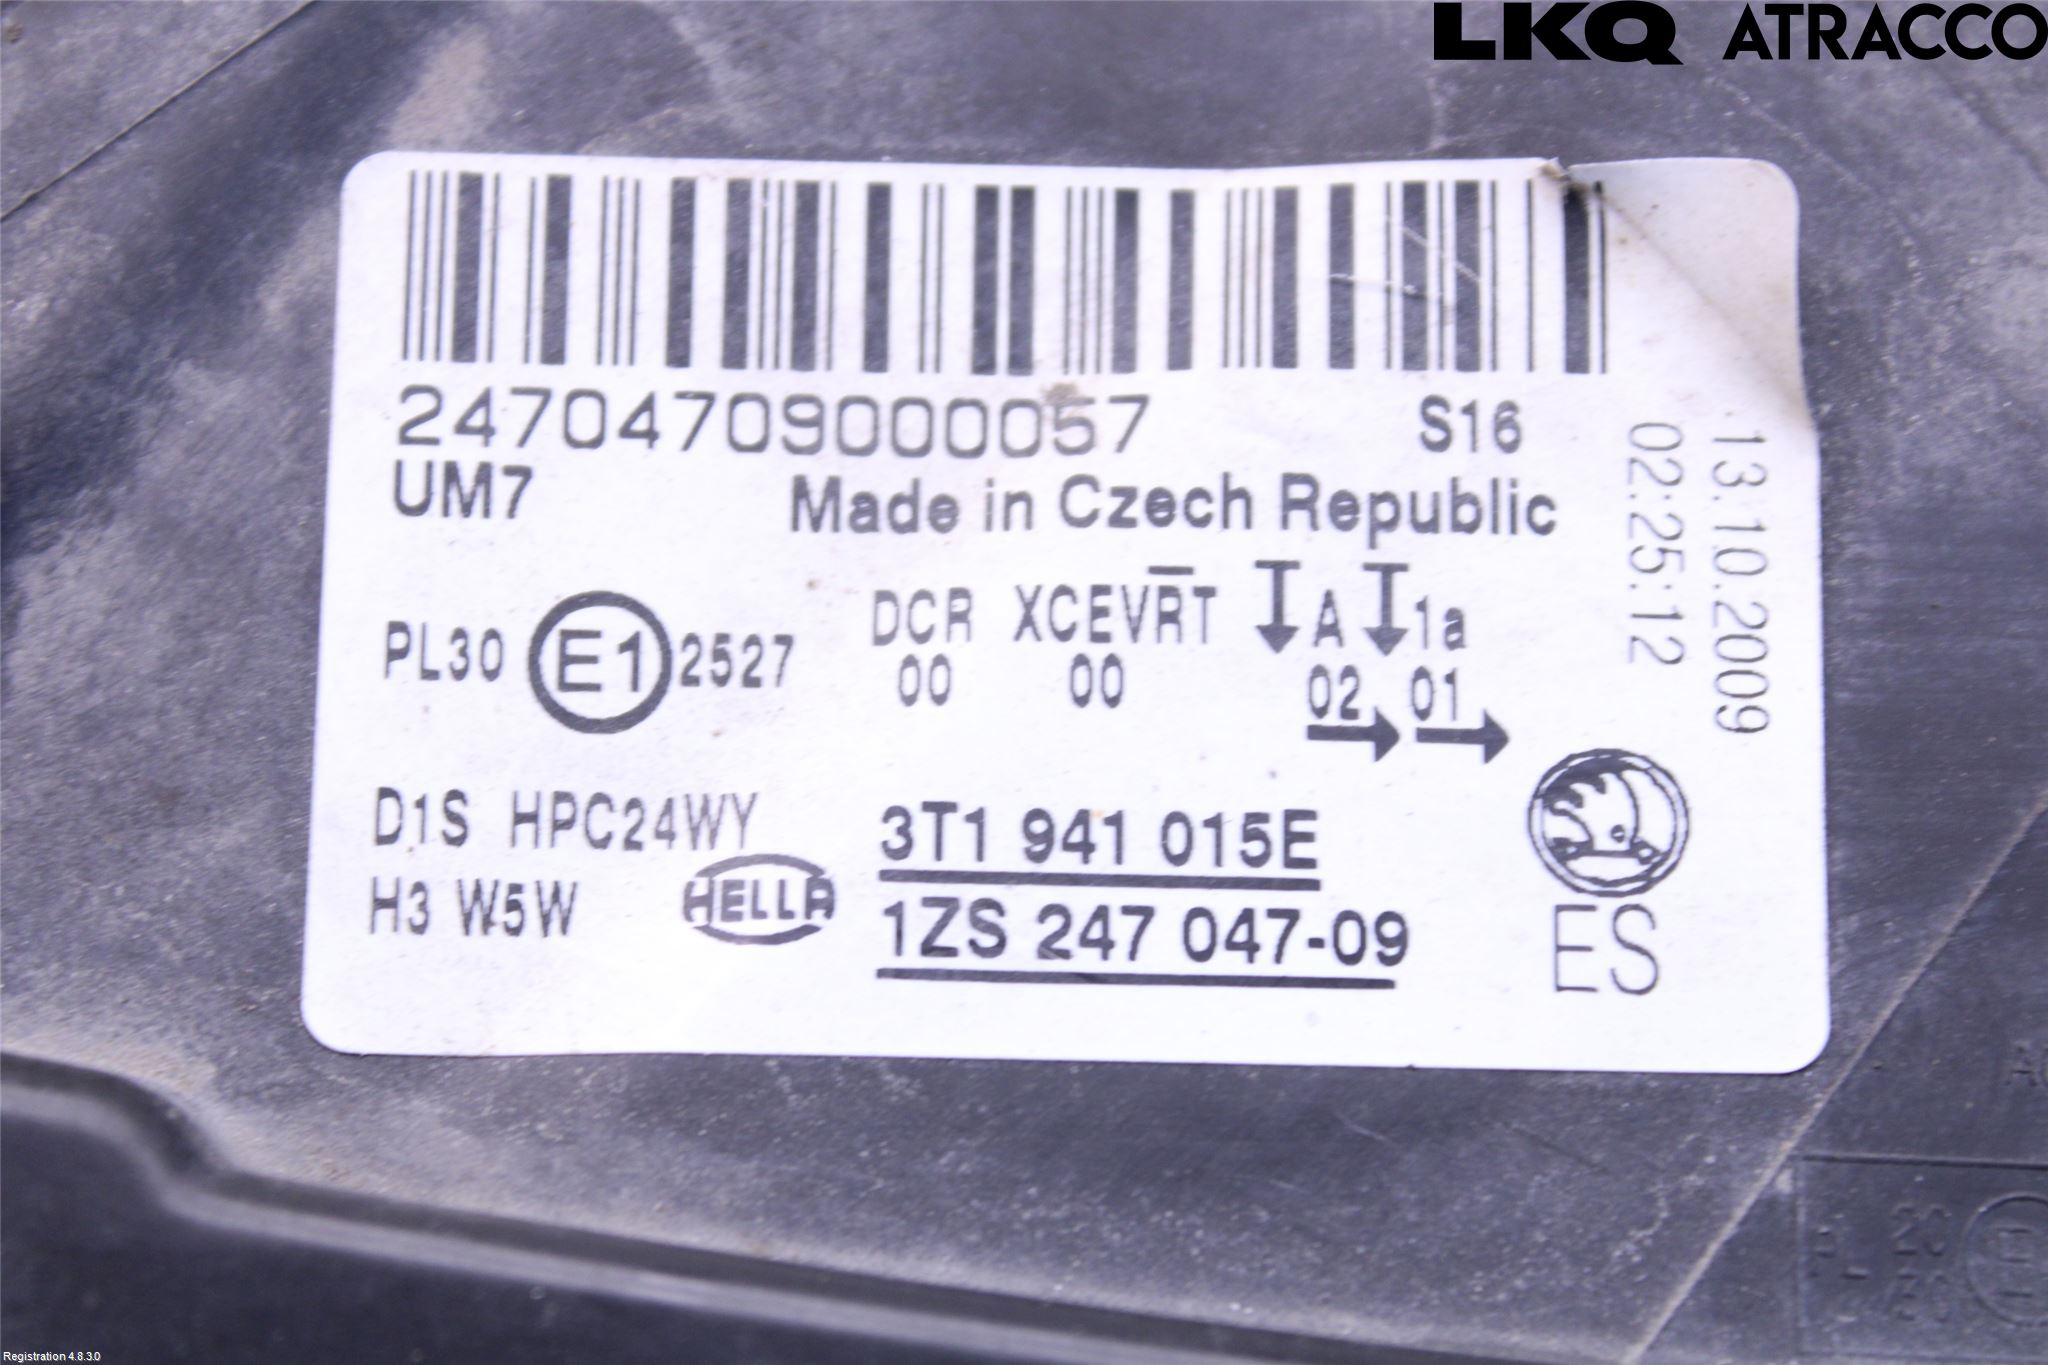 LKQ ATRACCO
24704709000057 S16
UM7 Made in Czech Republic
13.10.2009
02:25:12
PL30 E1 2527 DCR XCEVRT A 1a
00 00 02 01
D1S HPC24WY 3T1 941 015E
H3 W5W HELLA 1ZS 247 047-09
ES
Registration 4.8.3.0